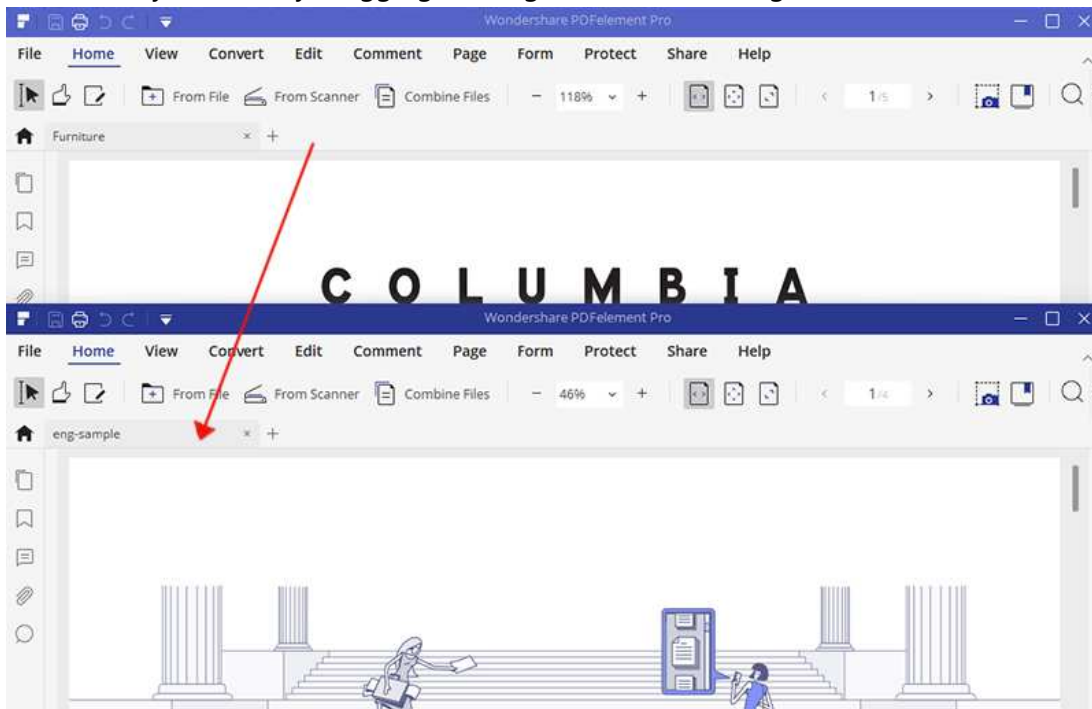 Wondershare PDFelement Pro
File Home View Convert Edit Comment Page Form Protect Share Help
From File From Scanner Combine Files − 118% + 1/5
Furniture × +
COLUMBIA
Wondershare PDFelement Pro
File Home View Convert Edit Comment Page Form Protect Share Help
From File From Scanner Combine Files − 46% + 1/4
eng-sample × +